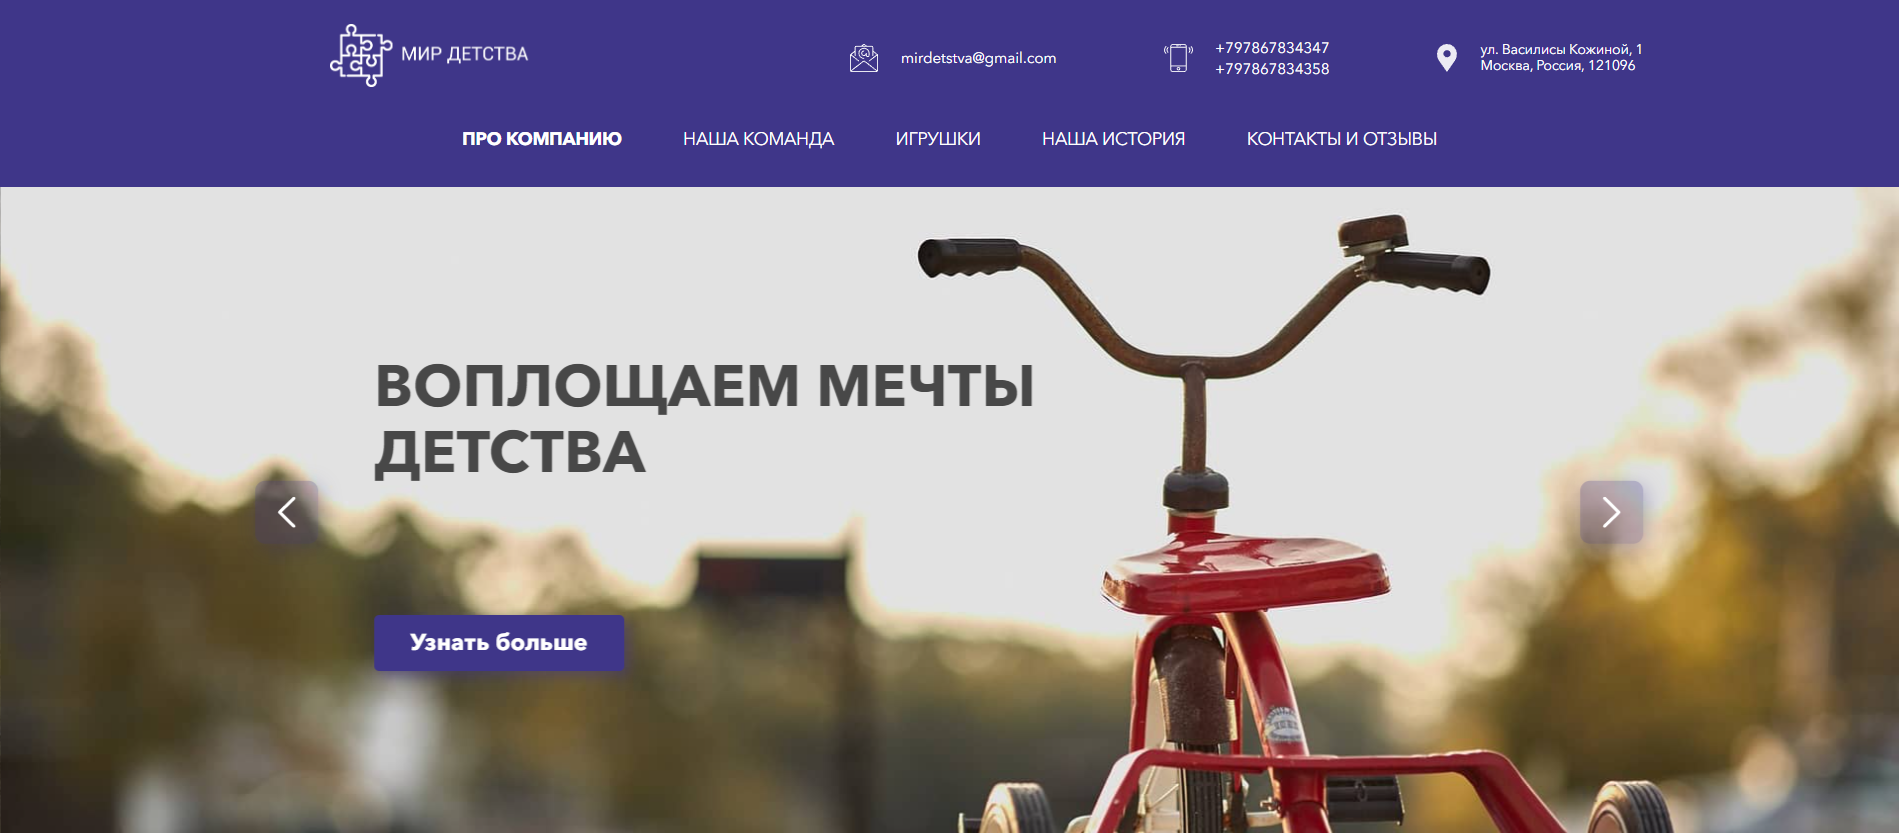 МИР ДЕТСТВА
mirdetstva@gmail.com
+797867834347
+797867834358
ул. Василисы Кожиной, 1
Москва, Россия, 121096
ПРО КОМПАНИЮ
НАША КОМАНДА
ИГРУШКИ
НАША ИСТОРИЯ
КОНТАКТЫ И ОТЗЫВЫ
ВОПЛОЩАЕМ МЕЧТЫ
ДЕТСТВА
Узнать больше